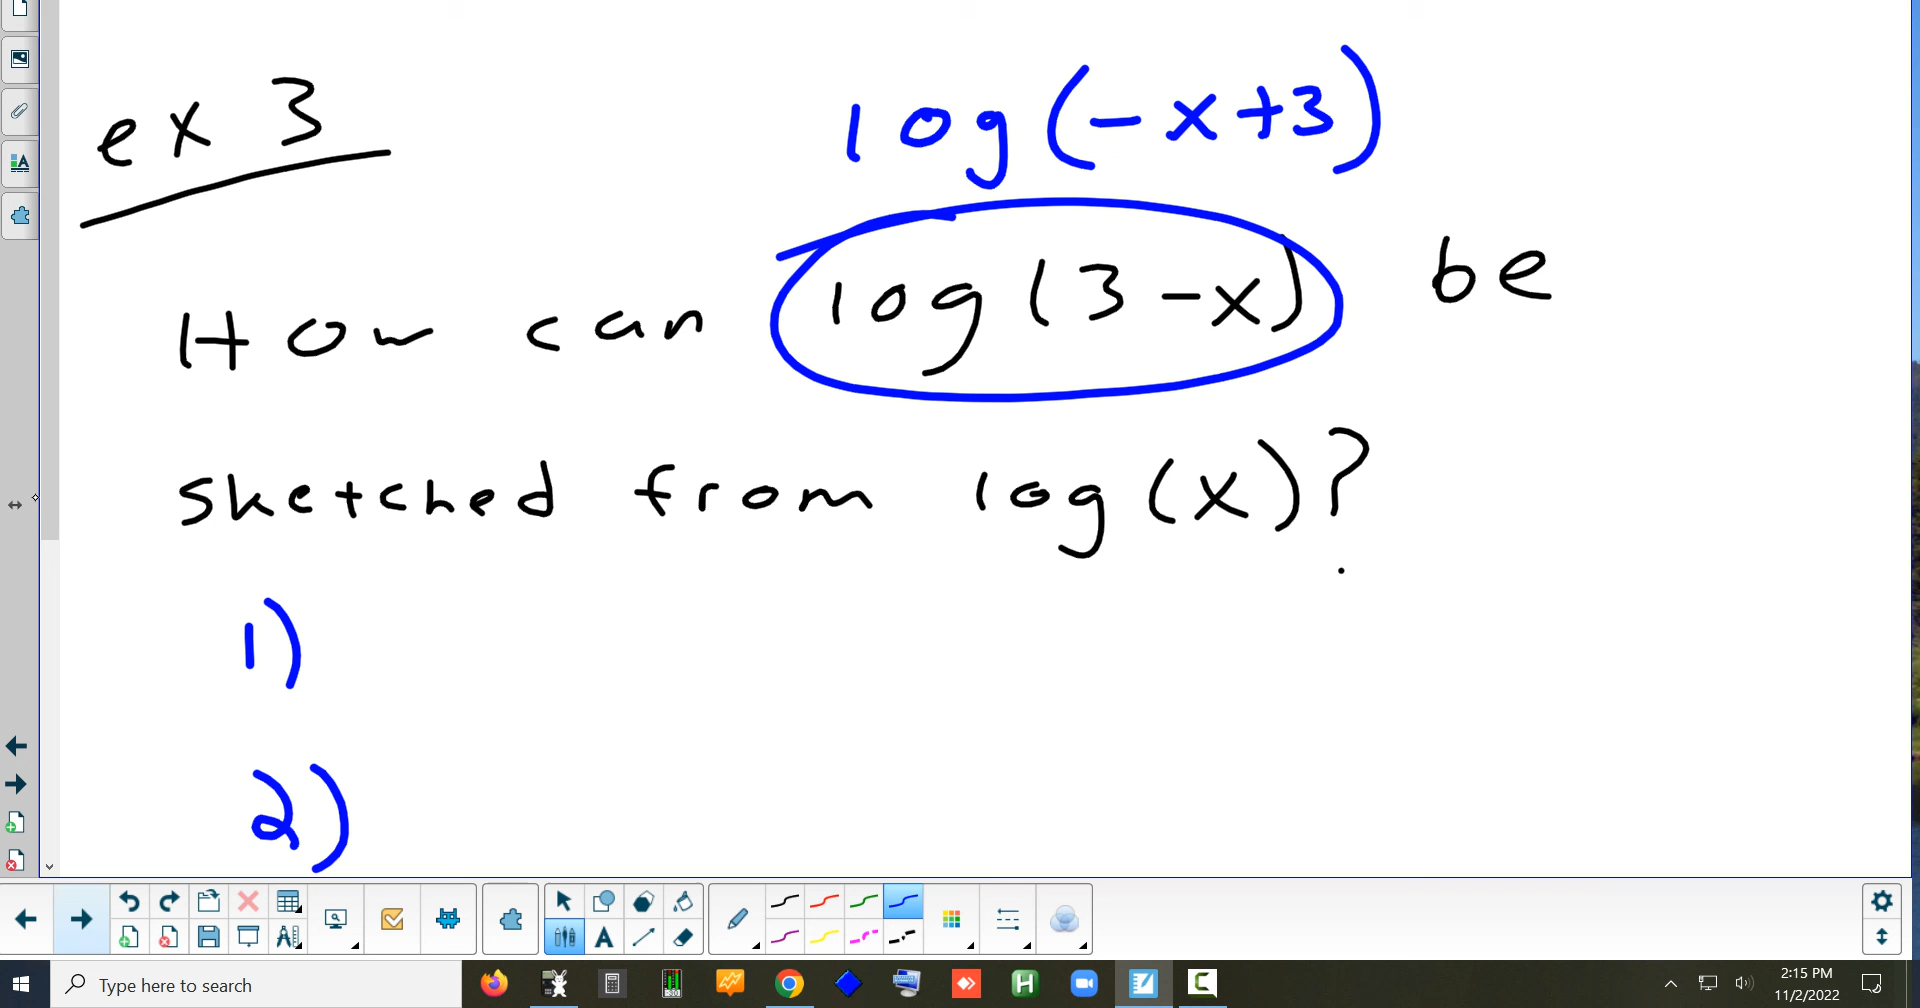 ex 3
log(-x+3)
How can log(3-x) be
sketched from log(x)?
1)
2)
Type here to search
2:15 PM
11/2/2022